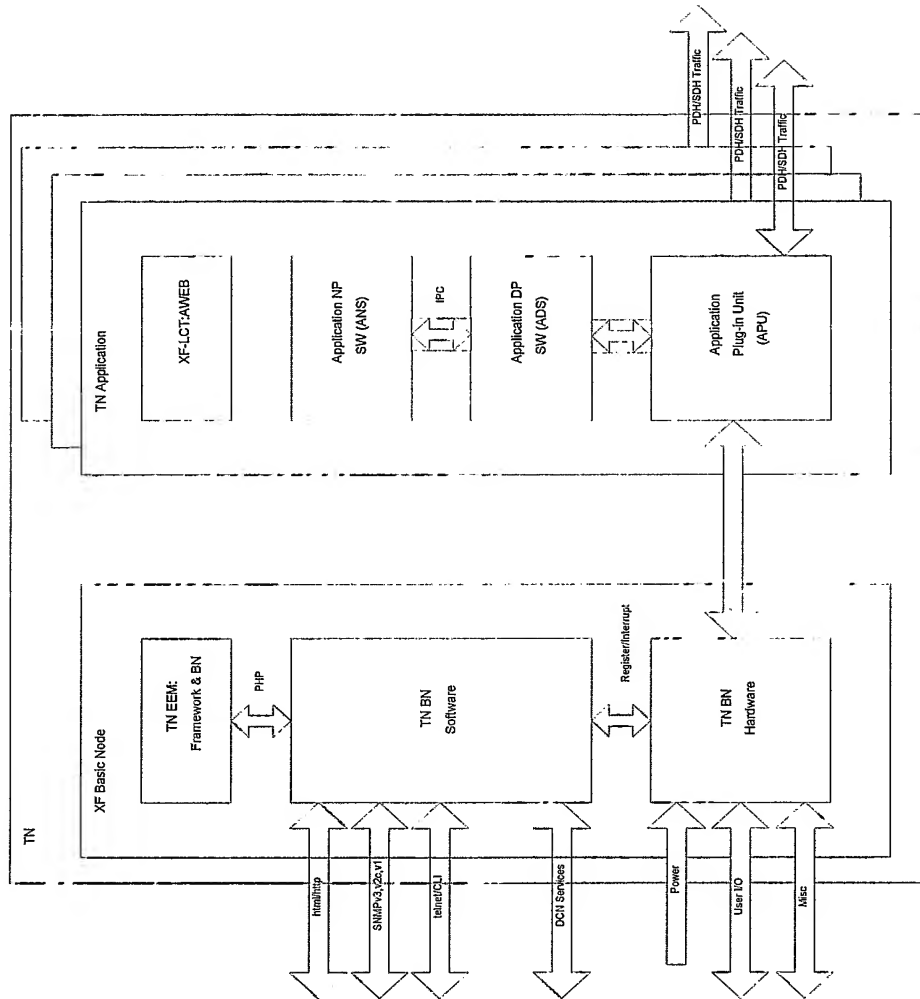 TN
XF Basic Node
TN EEM:
Framework & BN
PHP
TN BN
Software
Register/Interrupt
TN BN
Hardware
html/http
SNMPv3,v2c,v1
telnet/CLI
DCN Services
Power
User I/O
Misc
TN Application
XF-LCT:AWEB
Application NP
SW (ANS)
IPC
Application DP
SW (ADS)
Application
Plug-In Unit
(APU)
PDH/SDH Traffic
PDH/SDH Traffic
PDH/SDH Traffic